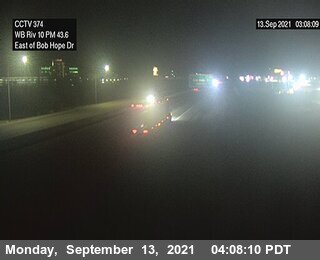 CCTV 374
WB Riv 10 PM 43.6
East of Bob Hope Dr
13.Sep 2021 03:08:09
Monday, September 13, 2021 04:08:10 PDT